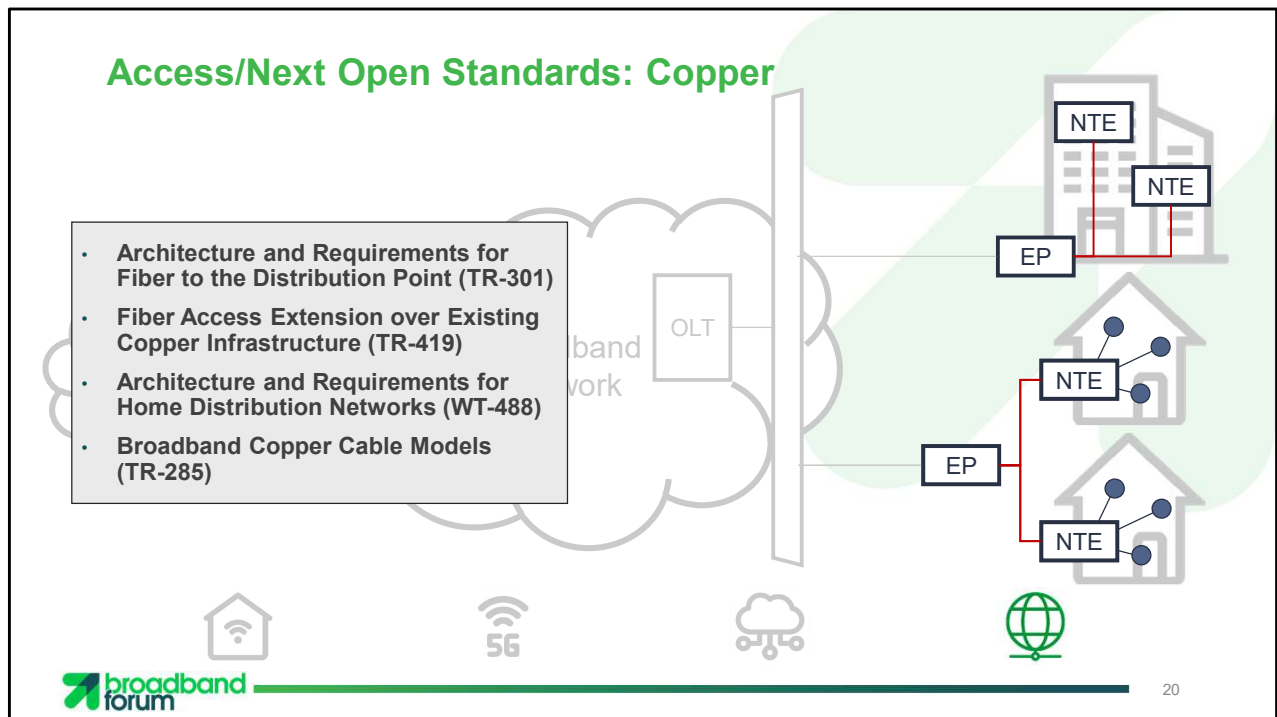 Access/Next Open Standards: Copper
NTE
NTE
EP
• Architecture and Requirements for
Fiber to the Distribution Point (TR-301)
• Fiber Access Extension over Existing
Copper Infrastructure (TR-419)
• Architecture and Requirements for
Home Distribution Networks (WT-488)
• Broadband Copper Cable Models
(TR-285)
OLT
NTE
EP
NTE
5G
broadband
forum
20